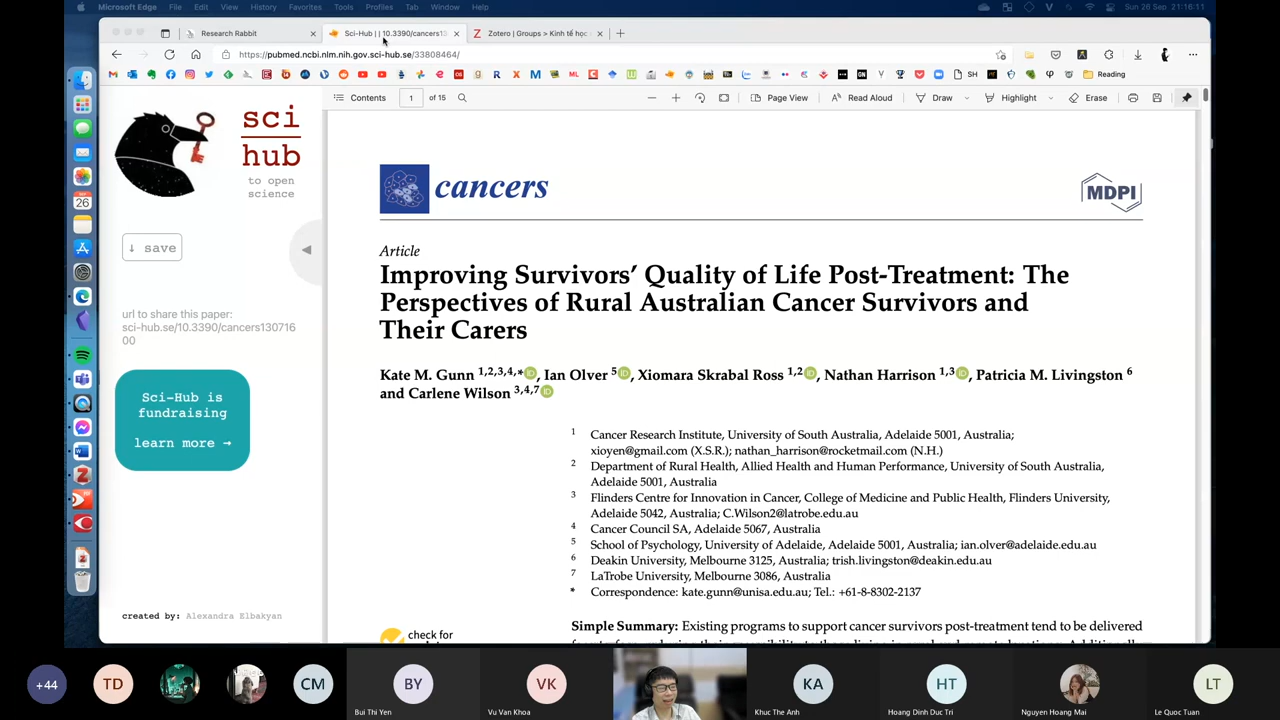 Microsoft Edge File Edit View History Favorites Tools Profiles Tab Window Help Sun 26 Sep 21:16:11
Research Rabbit Sci-Hub | | 10.3390/cancers13 Zotero | Groups > Kinh tế học
https://pubmed.ncbi.nlm.nih.gov.sci-hub.se/33808464/
SH Reading
Contents 1 of 15 Page View Read Aloud Draw Highlight Erase
sci
hub
to open
science
↓ save
url to share this paper:
sci-hub.se/10.3390/cancers130716
00
Sci-Hub is
fundraising
learn more →
created by: Alexandra Elbakyan
cancers
MDPI
Article
Improving Survivors’ Quality of Life Post-Treatment: The
Perspectives of Rural Australian Cancer Survivors and
Their Carers
Kate M. Gunn 1,2,3,4,*, Ian Olver 5, Xiomara Skrabal Ross 1,2, Nathan Harrison 1,3, Patricia M. Livingston 6
and Carlene Wilson 3,4,7
1 Cancer Research Institute, University of South Australia, Adelaide 5001, Australia;
xioyen@gmail.com (X.S.R.); nathan_harrison@rocketmail.com (N.H.)
2 Department of Rural Health, Allied Health and Human Performance, University of South Australia,
Adelaide 5001, Australia
3 Flinders Centre for Innovation in Cancer, College of Medicine and Public Health, Flinders University,
Adelaide 5042, Australia; C.Wilson2@latrobe.edu.au
4 Cancer Council SA, Adelaide 5067, Australia
5 School of Psychology, University of Adelaide, Adelaide 5001, Australia; ian.olver@adelaide.edu.au
6 Deakin University, Melbourne 3125, Australia; trish.livingston@deakin.edu.au
7 LaTrobe University, Melbourne 3086, Australia
* Correspondence: kate.gunn@unisa.edu.au; Tel.: +61-8-8302-2137
Simple Summary: Existing programs to support cancer survivors post-treatment tend to be delivered
check for
+44 TD CM BY VK KA HT LT
Bui Thi Yen Vu Van Khoa Khuc The Anh Hoang Dinh Duc Tri Nguyen Hoang Mai Le Quoc Tuan